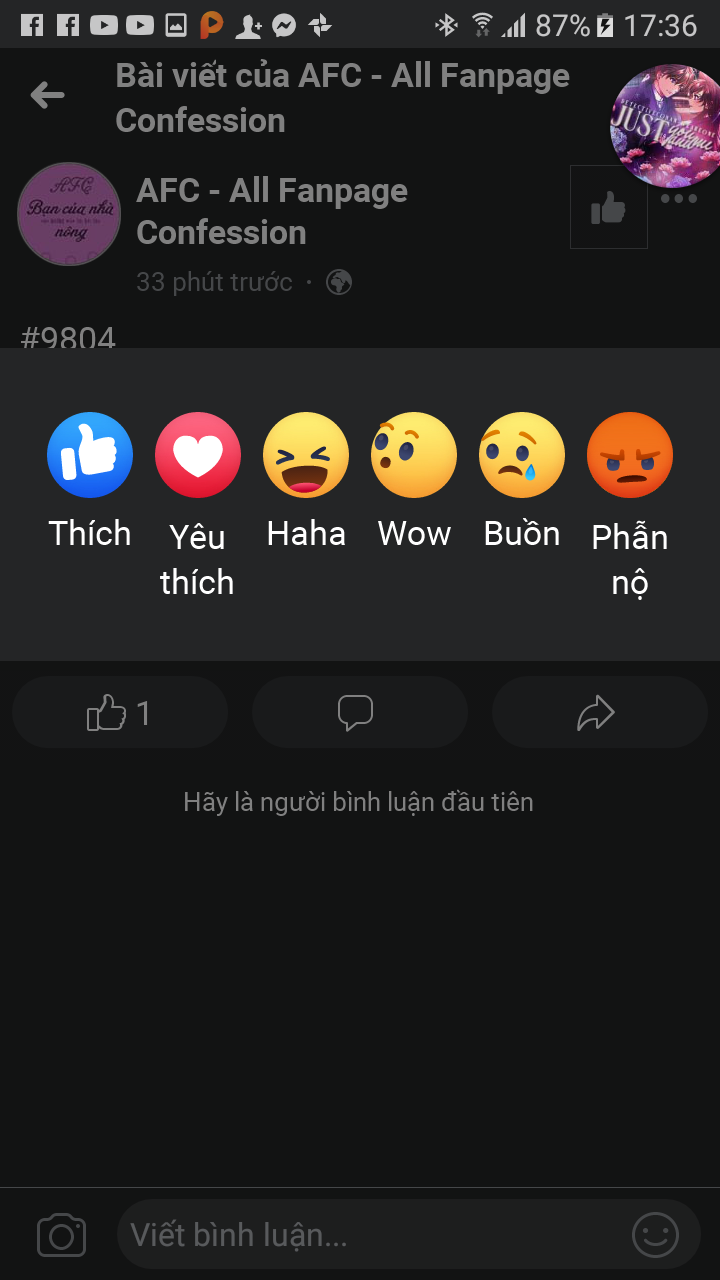 87% 17:36
Bài viết của AFC - All Fanpage
Confession
JUST
AFC
Bạn của nhà
nông
AFC - All Fanpage
Confession
33 phút trước ·
#9804
Thích
Yêu
thích
Haha
Wow
Buồn
Phẫn
nộ
1
Hãy là người bình luận đầu tiên
Viết bình luận...